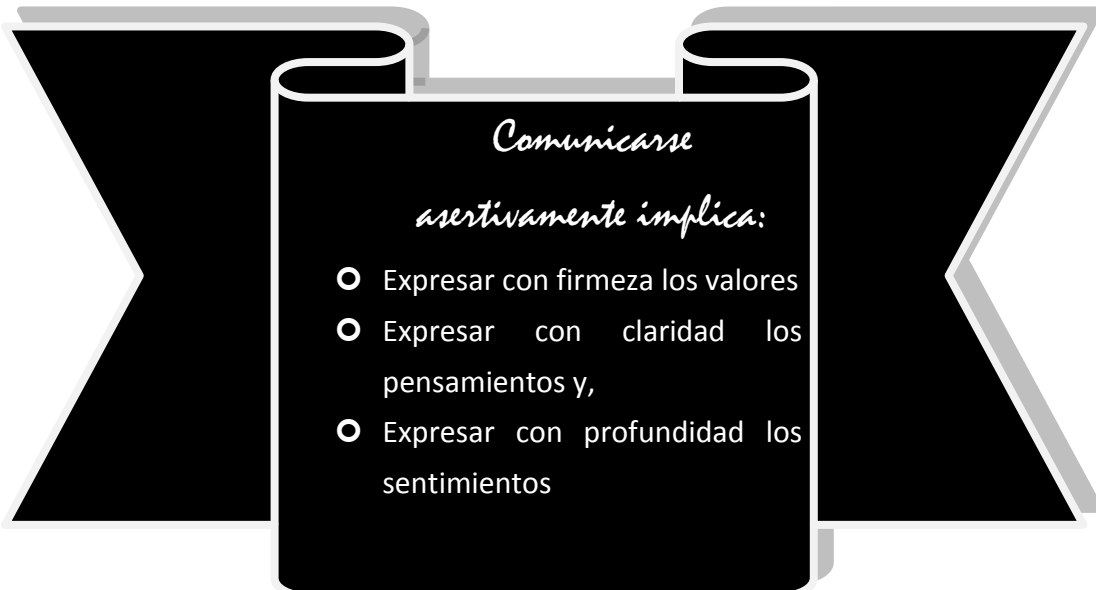 Comunicarse
asertivamente implica:
Expresar con firmeza los valores
Expresar con claridad los
pensamientos y,
Expresar con profundidad los
sentimientos